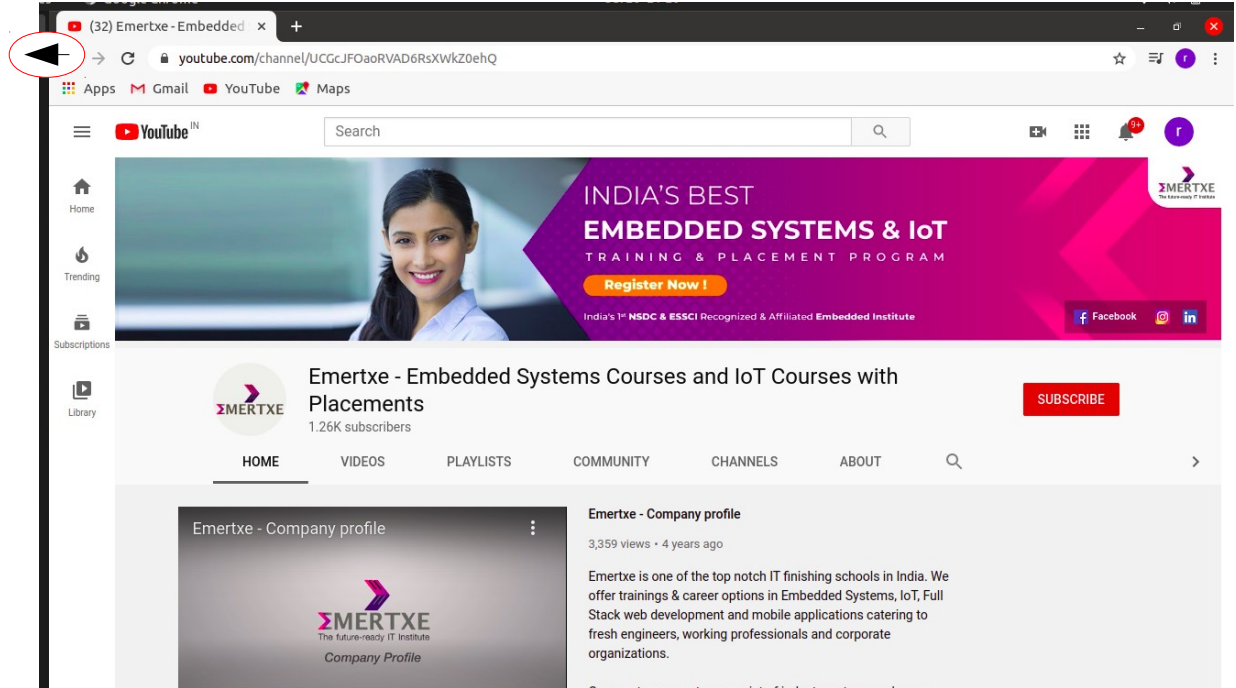 (32) Emertxe - Embedded
youtube.com/channel/UCGcJFOaoRVAD6RsXWkZ0ehQ
Apps Gmail YouTube Maps
YouTube IN
Search
9+
r
Home
Trending
Subscriptions
Library
INDIA'S BEST
EMBEDDED SYSTEMS & IoT
TRAINING & PLACEMENT PROGRAM
Register Now !
India's 1st NSDC & ESSCI Recognized & Affiliated Embedded Institute
EMERTXE
The future-ready IT Institute
Facebook
in
EMERTXE
Emertxe - Embedded Systems Courses and IoT Courses with
Placements
1.26K subscribers
SUBSCRIBE
HOME VIDEOS PLAYLISTS COMMUNITY CHANNELS ABOUT
Emertxe - Company profile
EMERTXE
The future-ready IT Institute
Company Profile
Emertxe - Company profile
3,359 views • 4 years ago
Emertxe is one of the top notch IT finishing schools in India. We
offer trainings & career options in Embedded Systems, IoT, Full
Stack web development and mobile applications catering to
fresh engineers, working professionals and corporate
organizations.